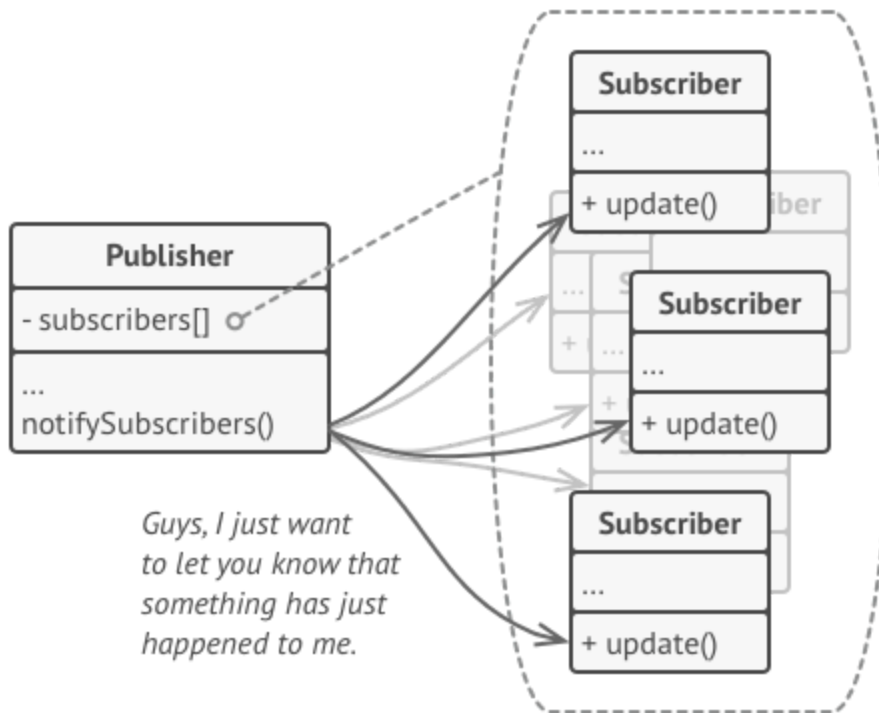 Subscriber
...
+ update()
Publisher
- subscribers[]
...
notifySubscribers()
Subscriber
...
+ update()
Guys, I just want
to let you know that
something has just
happened to me.
Subscriber
...
+ update()